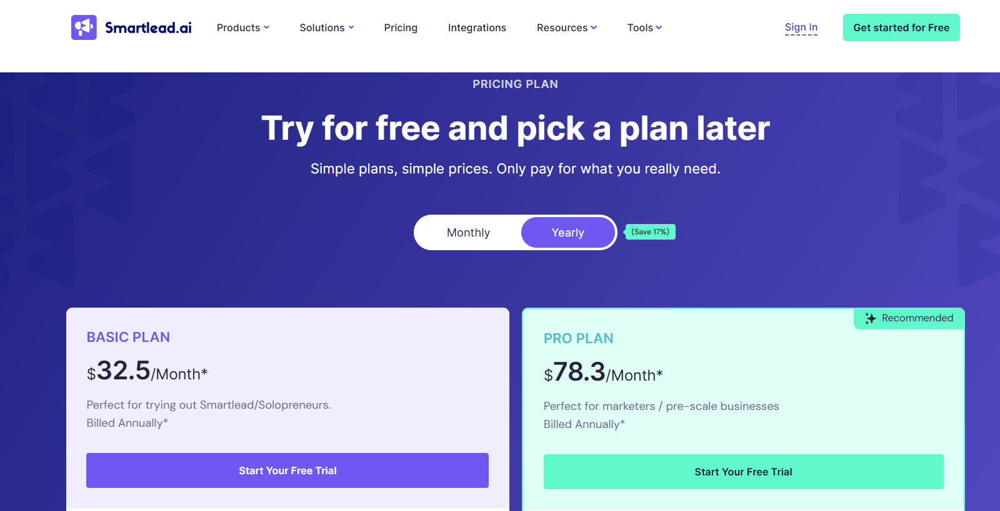 Smartlead.ai Products Solutions Pricing Integrations Resources Tools Sign In Get started for Free
PRICING PLAN
Try for free and pick a plan later
Simple plans, simple prices. Only pay for what you really need.
Monthly Yearly (Save 17%)
BASIC PLAN
$32.5/Month*
Perfect for trying out Smartlead/Solopreneurs.
Billed Annually*
Start Your Free Trial
Recommended
PRO PLAN
$78.3/Month*
Perfect for marketers / pre-scale businesses
Billed Annually*
Start Your Free Trial